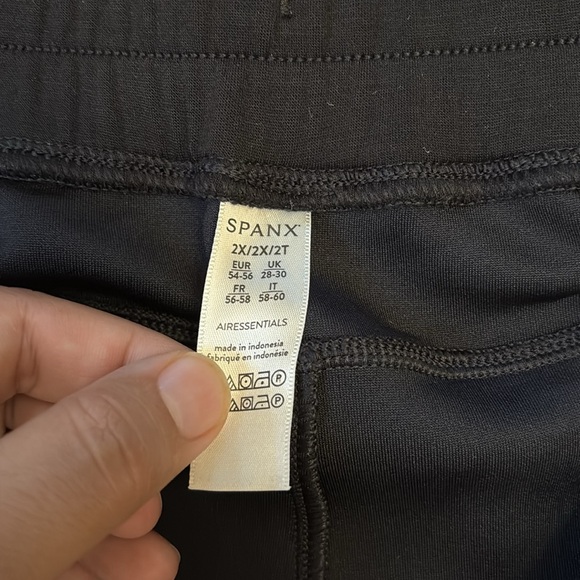 SPANX
2X/2X/2T
EUR UK
54-56 28-30
FR IT
56-58 58-60
AIRESSENTIALS
made in indonesia
fabriqué en indonésie
P
P